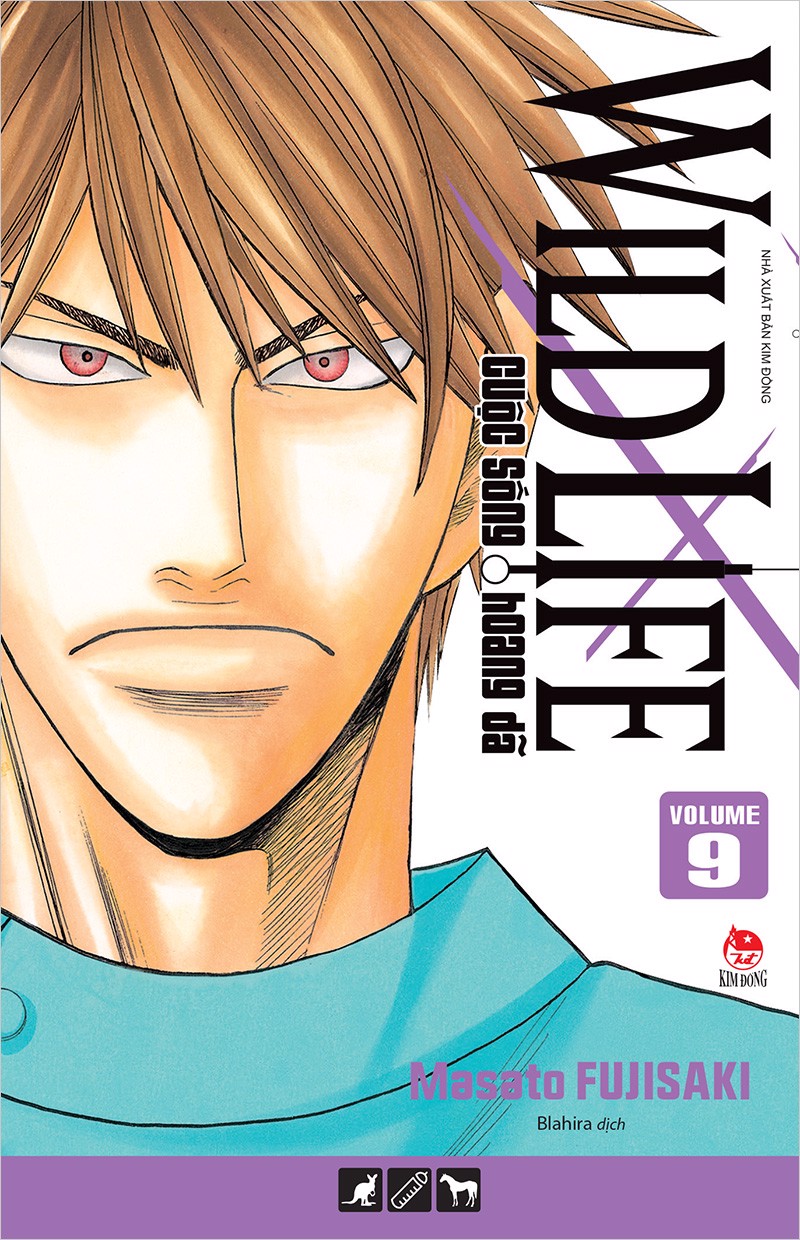 WILD LIFE
Cuộc sống hoang dã
NHÀ XUẤT BẢN KIM ĐỒNG
VOLUME
9
Kđ
KIM ĐỒNG
Masato FUJISAKI
Blahira dịch